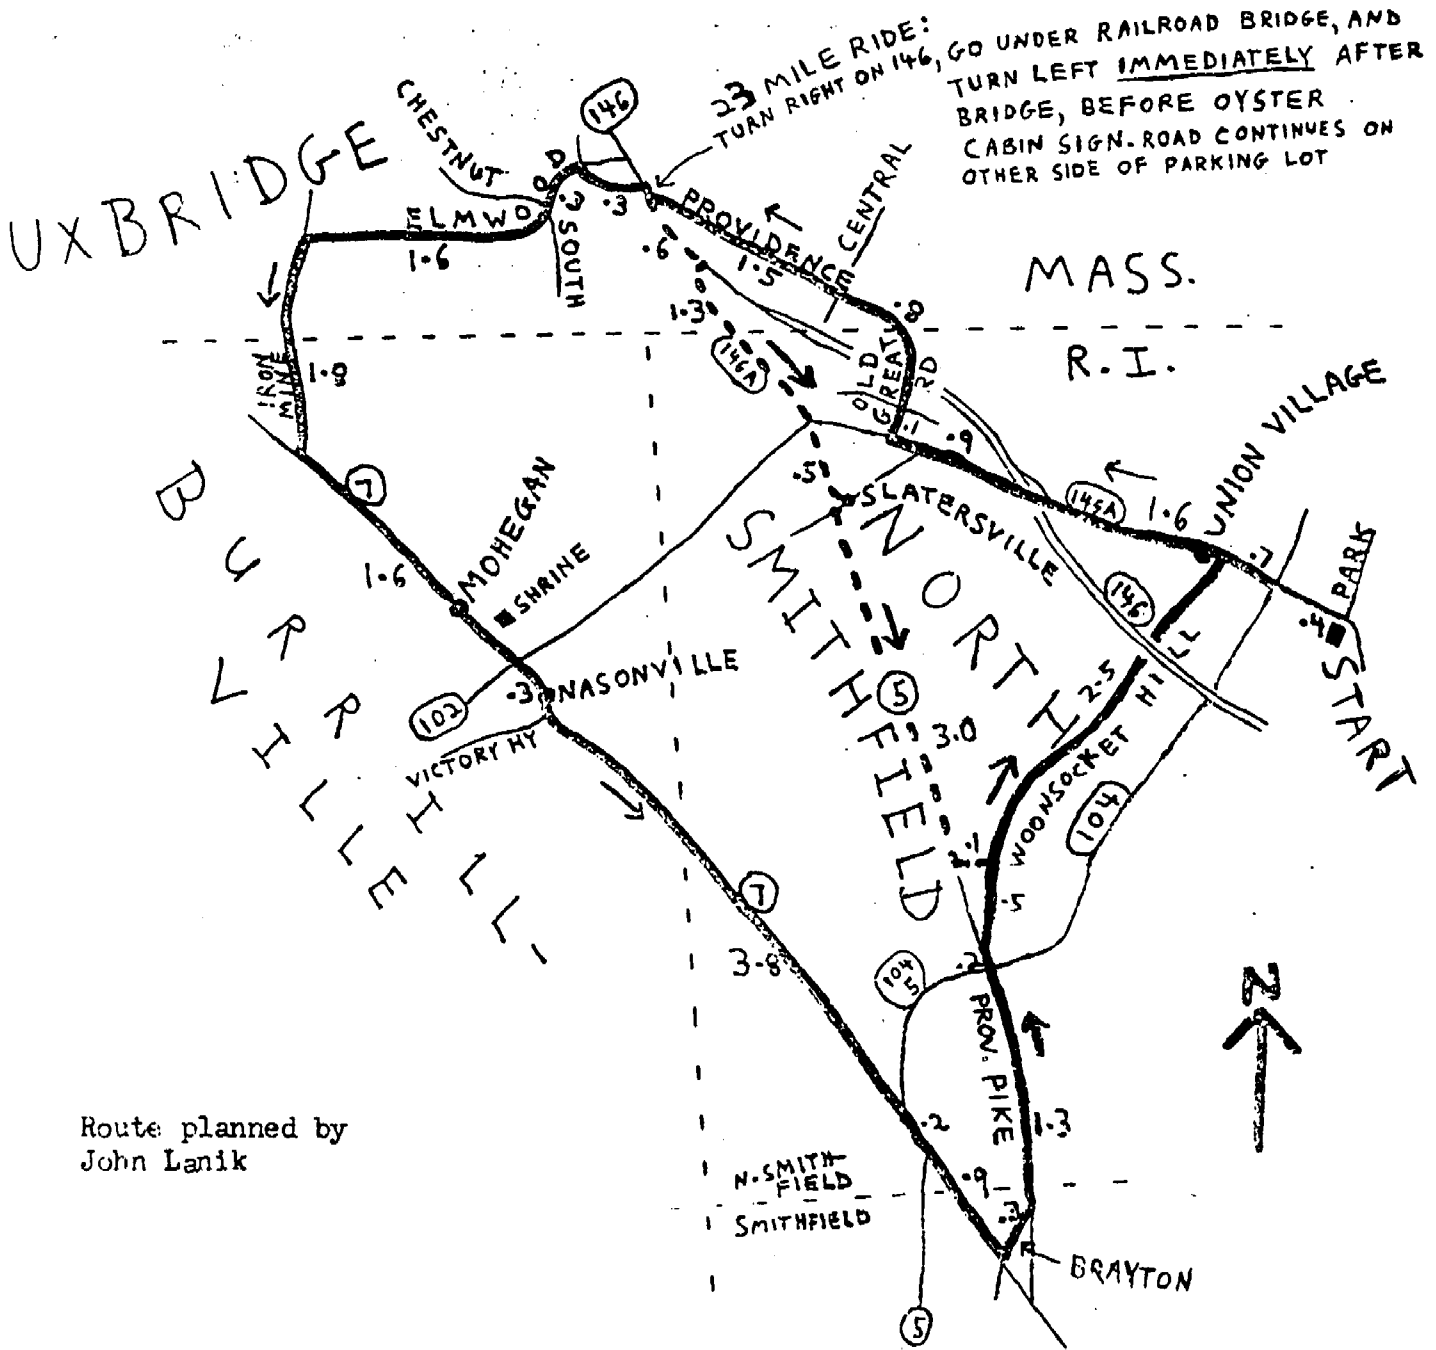 23 MILE RIDE:
TURN RIGHT ON 146, GO UNDER RAILROAD BRIDGE, AND
TURN LEFT IMMEDIATELY AFTER
BRIDGE, BEFORE OYSTER
CABIN SIGN. ROAD CONTINUES ON
OTHER SIDE OF PARKING LOT
UXBRIDGE
CHESTNUT
146
ELMWOOD
.3
.3
1.6
SOUTH
PROVIDENCE
1.5
CENTRAL
.6
1.3
.8
MASS.
R.I.
146A
OLD
GREAT
RD
IRON
MINE
1.8
.1
.9
146A
1.6
UNION VILLAGE
.7
PARK
.4
START
7
1.6
MOHEGAN
SHRINE
.5
SLATERSVILLE
146
BURRILLVILLE
NORTH
SMITHFIELD
102
.3
NASONVILLE
VICTORY HY
5
3.0
2.5
WOONSOCKET HILL
104
BURRILL-
VILLE
7
3.8
.5
.2
104
5
PROV. PIKE
1.3
N
.2
.9
N. SMITH-
FIELD
SMITHFIELD
BRAYTON
5
Route planned by
John Lanik